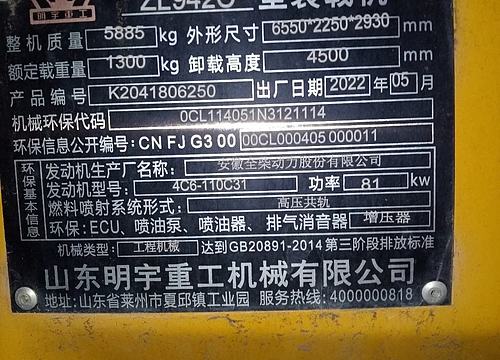 明宇重工 ZL942
整机质量 5885 kg 外形尺寸 6550*2250*2930 mm
额定载重量 1300 kg 卸载高度 4500 mm
产品编号 K2041806250 出厂日期 2022 年 05 月
机械环保代码 0CL114051N3121114
环保信息公开编号: CN FJ G3 00 00CL000405 000011
环保基本信息
发动机生产厂名称: 安徽全柴动力股份有限公司
发动机型号: 4C6-110C31 功率 81 kw
燃料喷射系统形式: 高压共轨
环保:ECU、喷油泵、喷油器、排气消音器 增压器
机械类型: 工程机械 达到GB20891-2014第三阶段排放标准
山东明宇重工机械有限公司
地址: 山东省莱州市夏邱镇工业园 服务热线: 4000000818